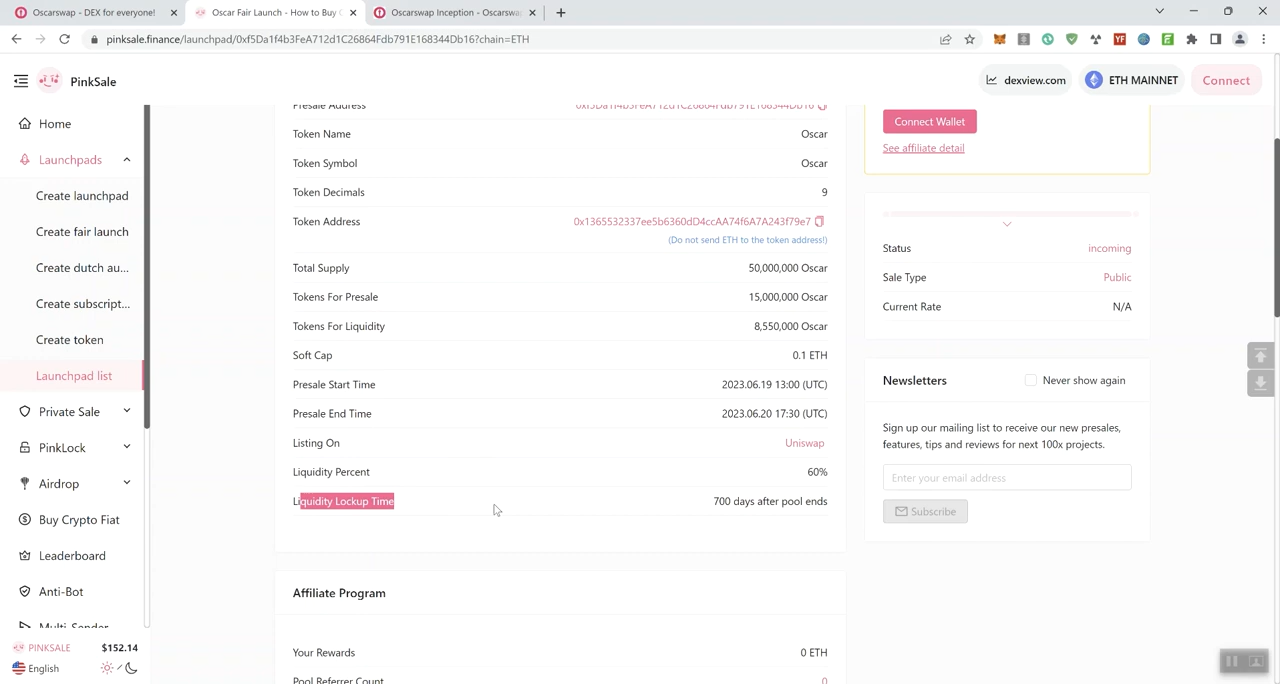 Oscarswap - DEX for everyone!
Oscar Fair Launch - How to Buy
Oscarswap Inception - Oscarswa
pinksale.finance/launchpad/0xf5Da1f4b3FeA712d1C26864Fdb791E168344Db16?chain=ETH
PinkSale
dexview.com
ETH MAINNET
Connect
Home
Launchpads
Create launchpad
Create fair launch
Create dutch au...
Create subscript...
Create token
Launchpad list
Private Sale
PinkLock
Airdrop
Buy Crypto Fiat
Leaderboard
Anti-Bot
Multi-Sender
PINKSALE $152.14
English
Presale Address 0xf5Da1f4b3FeA712d1C26864Fdb791E168344Db16
Token Name Oscar
Token Symbol Oscar
Token Decimals 9
Token Address 0x1365532337ee5b6360dD4ccAA74f6A7A243f79e7
(Do not send ETH to the token address!)
Total Supply 50,000,000 Oscar
Tokens For Presale 15,000,000 Oscar
Tokens For Liquidity 8,550,000 Oscar
Soft Cap 0.1 ETH
Presale Start Time 2023.06.19 13:00 (UTC)
Presale End Time 2023.06.20 17:30 (UTC)
Listing On Uniswap
Liquidity Percent 60%
Liquidity Lockup Time 700 days after pool ends
Affiliate Program
Your Rewards 0 ETH
Pool Referrer Count 0
Connect Wallet
See affiliate detail
Status incoming
Sale Type Public
Current Rate N/A
Newsletters Never show again
Sign up our mailing list to receive our new presales,
features, tips and reviews for next 100x projects.
Enter your email address
Subscribe